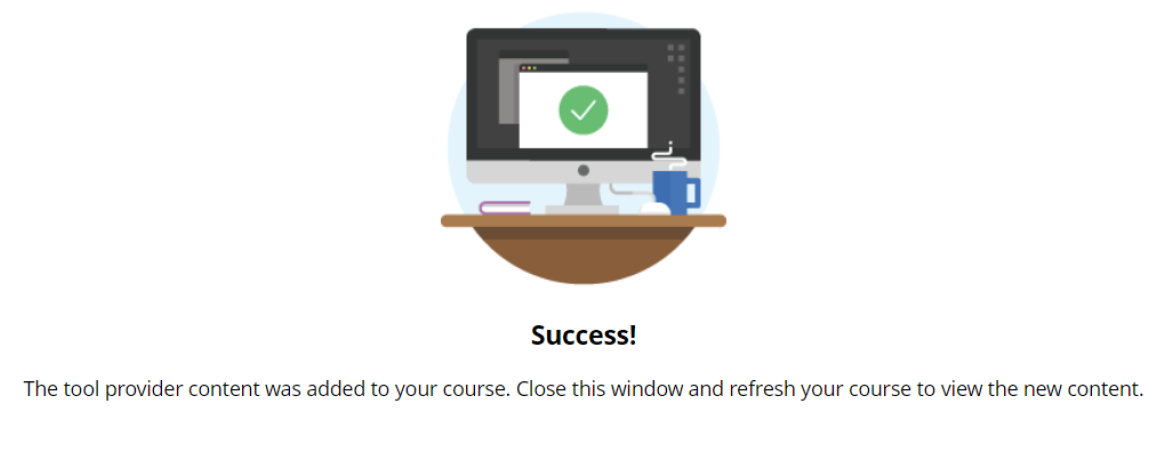 Success!
The tool provider content was added to your course. Close this window and refresh your course to view the new content.